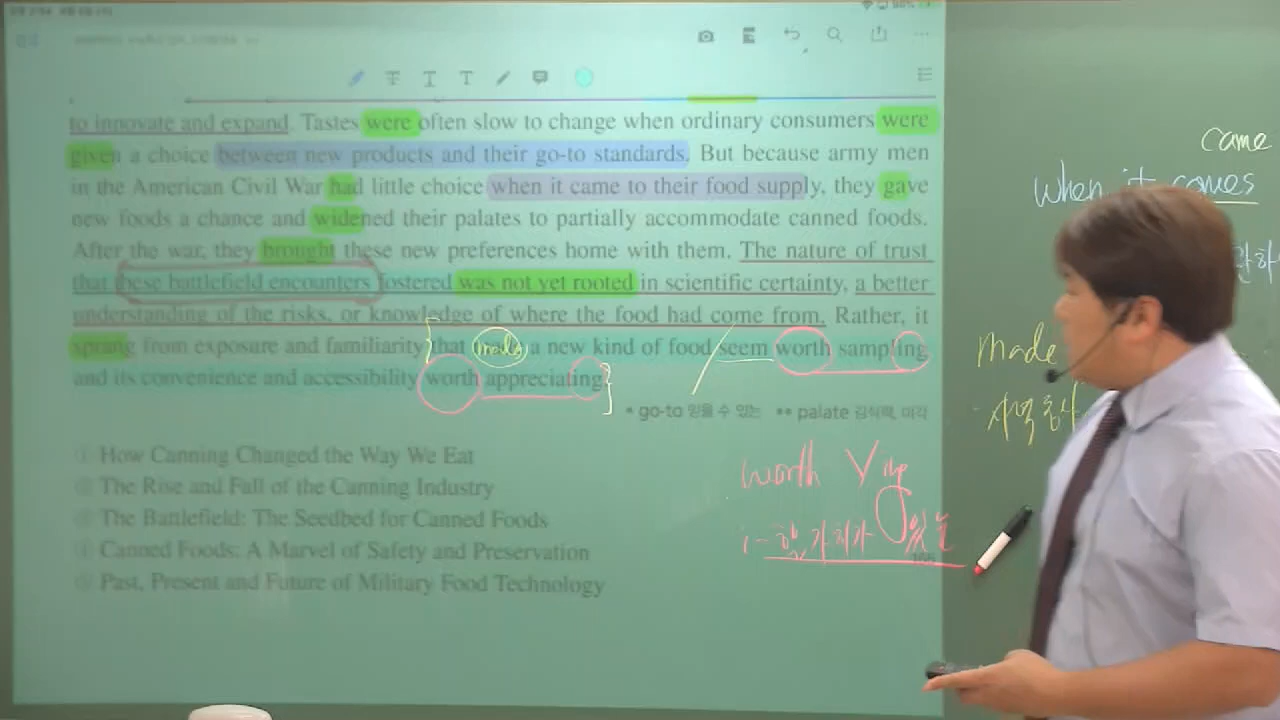 to innovate and expand. Tastes were often slow to change when ordinary consumers were
given a choice between new products and their go-to standards. But because army men
in the American Civil War had little choice when it came to their food supply, they gave
new foods a chance and widened their palates to partially accommodate canned foods.
After the war, they brought these new preferences home with them. The nature of trust
that these battlefield encounters fostered was not yet rooted in scientific certainty, a better
understanding of the risks, or knowledge of where the food had come from. Rather, it
sprang from exposure and familiarity that made a new kind of food seem worth sampling
and its convenience and accessibility worth appreciating.
* go-to 믿을 수 있는 ** palate 감식력, 미각
① How Canning Changed the Way We Eat
② The Rise and Fall of the Canning Industry
③ The Battlefield: The Seedbed for Canned Foods
④ Canned Foods: A Marvel of Safety and Preservation
⑤ Past, Present and Future of Military Food Technology
worth Ving
가치가 있는
came
when it comes
made
사역동사